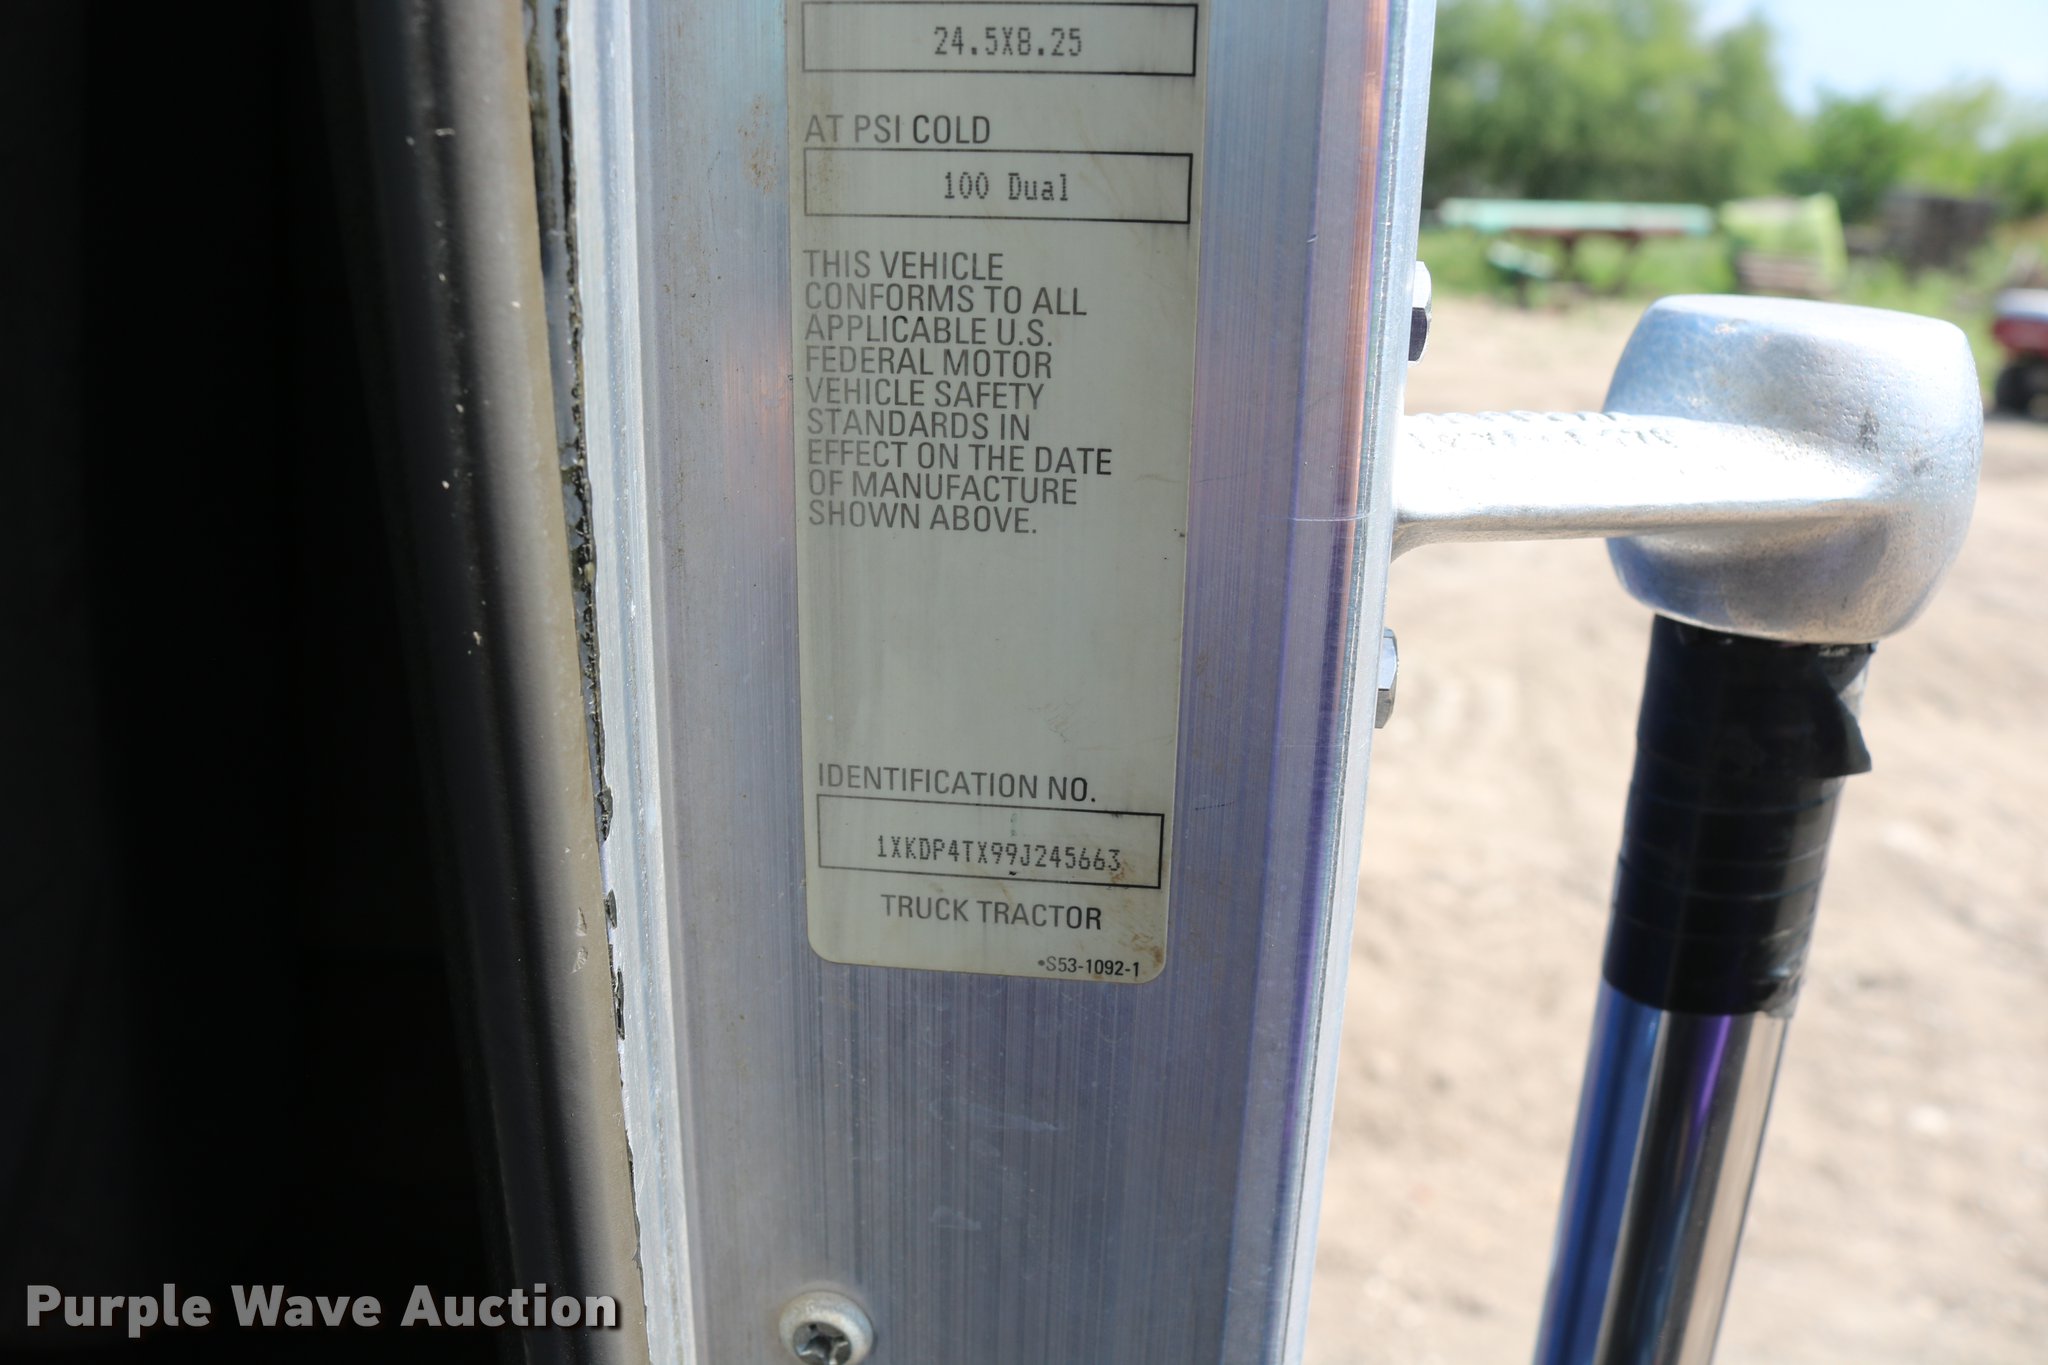 24.5X8.25
AT PSI COLD
100 Dual
THIS VEHICLE
CONFORMS TO ALL
APPLICABLE U.S.
FEDERAL MOTOR
VEHICLE SAFETY
STANDARDS IN
EFFECT ON THE DATE
OF MANUFACTURE
SHOWN ABOVE.
IDENTIFICATION NO.
1XKDP4TX99J245663
TRUCK TRACTOR
•S53-1092-1
Purple Wave Auction